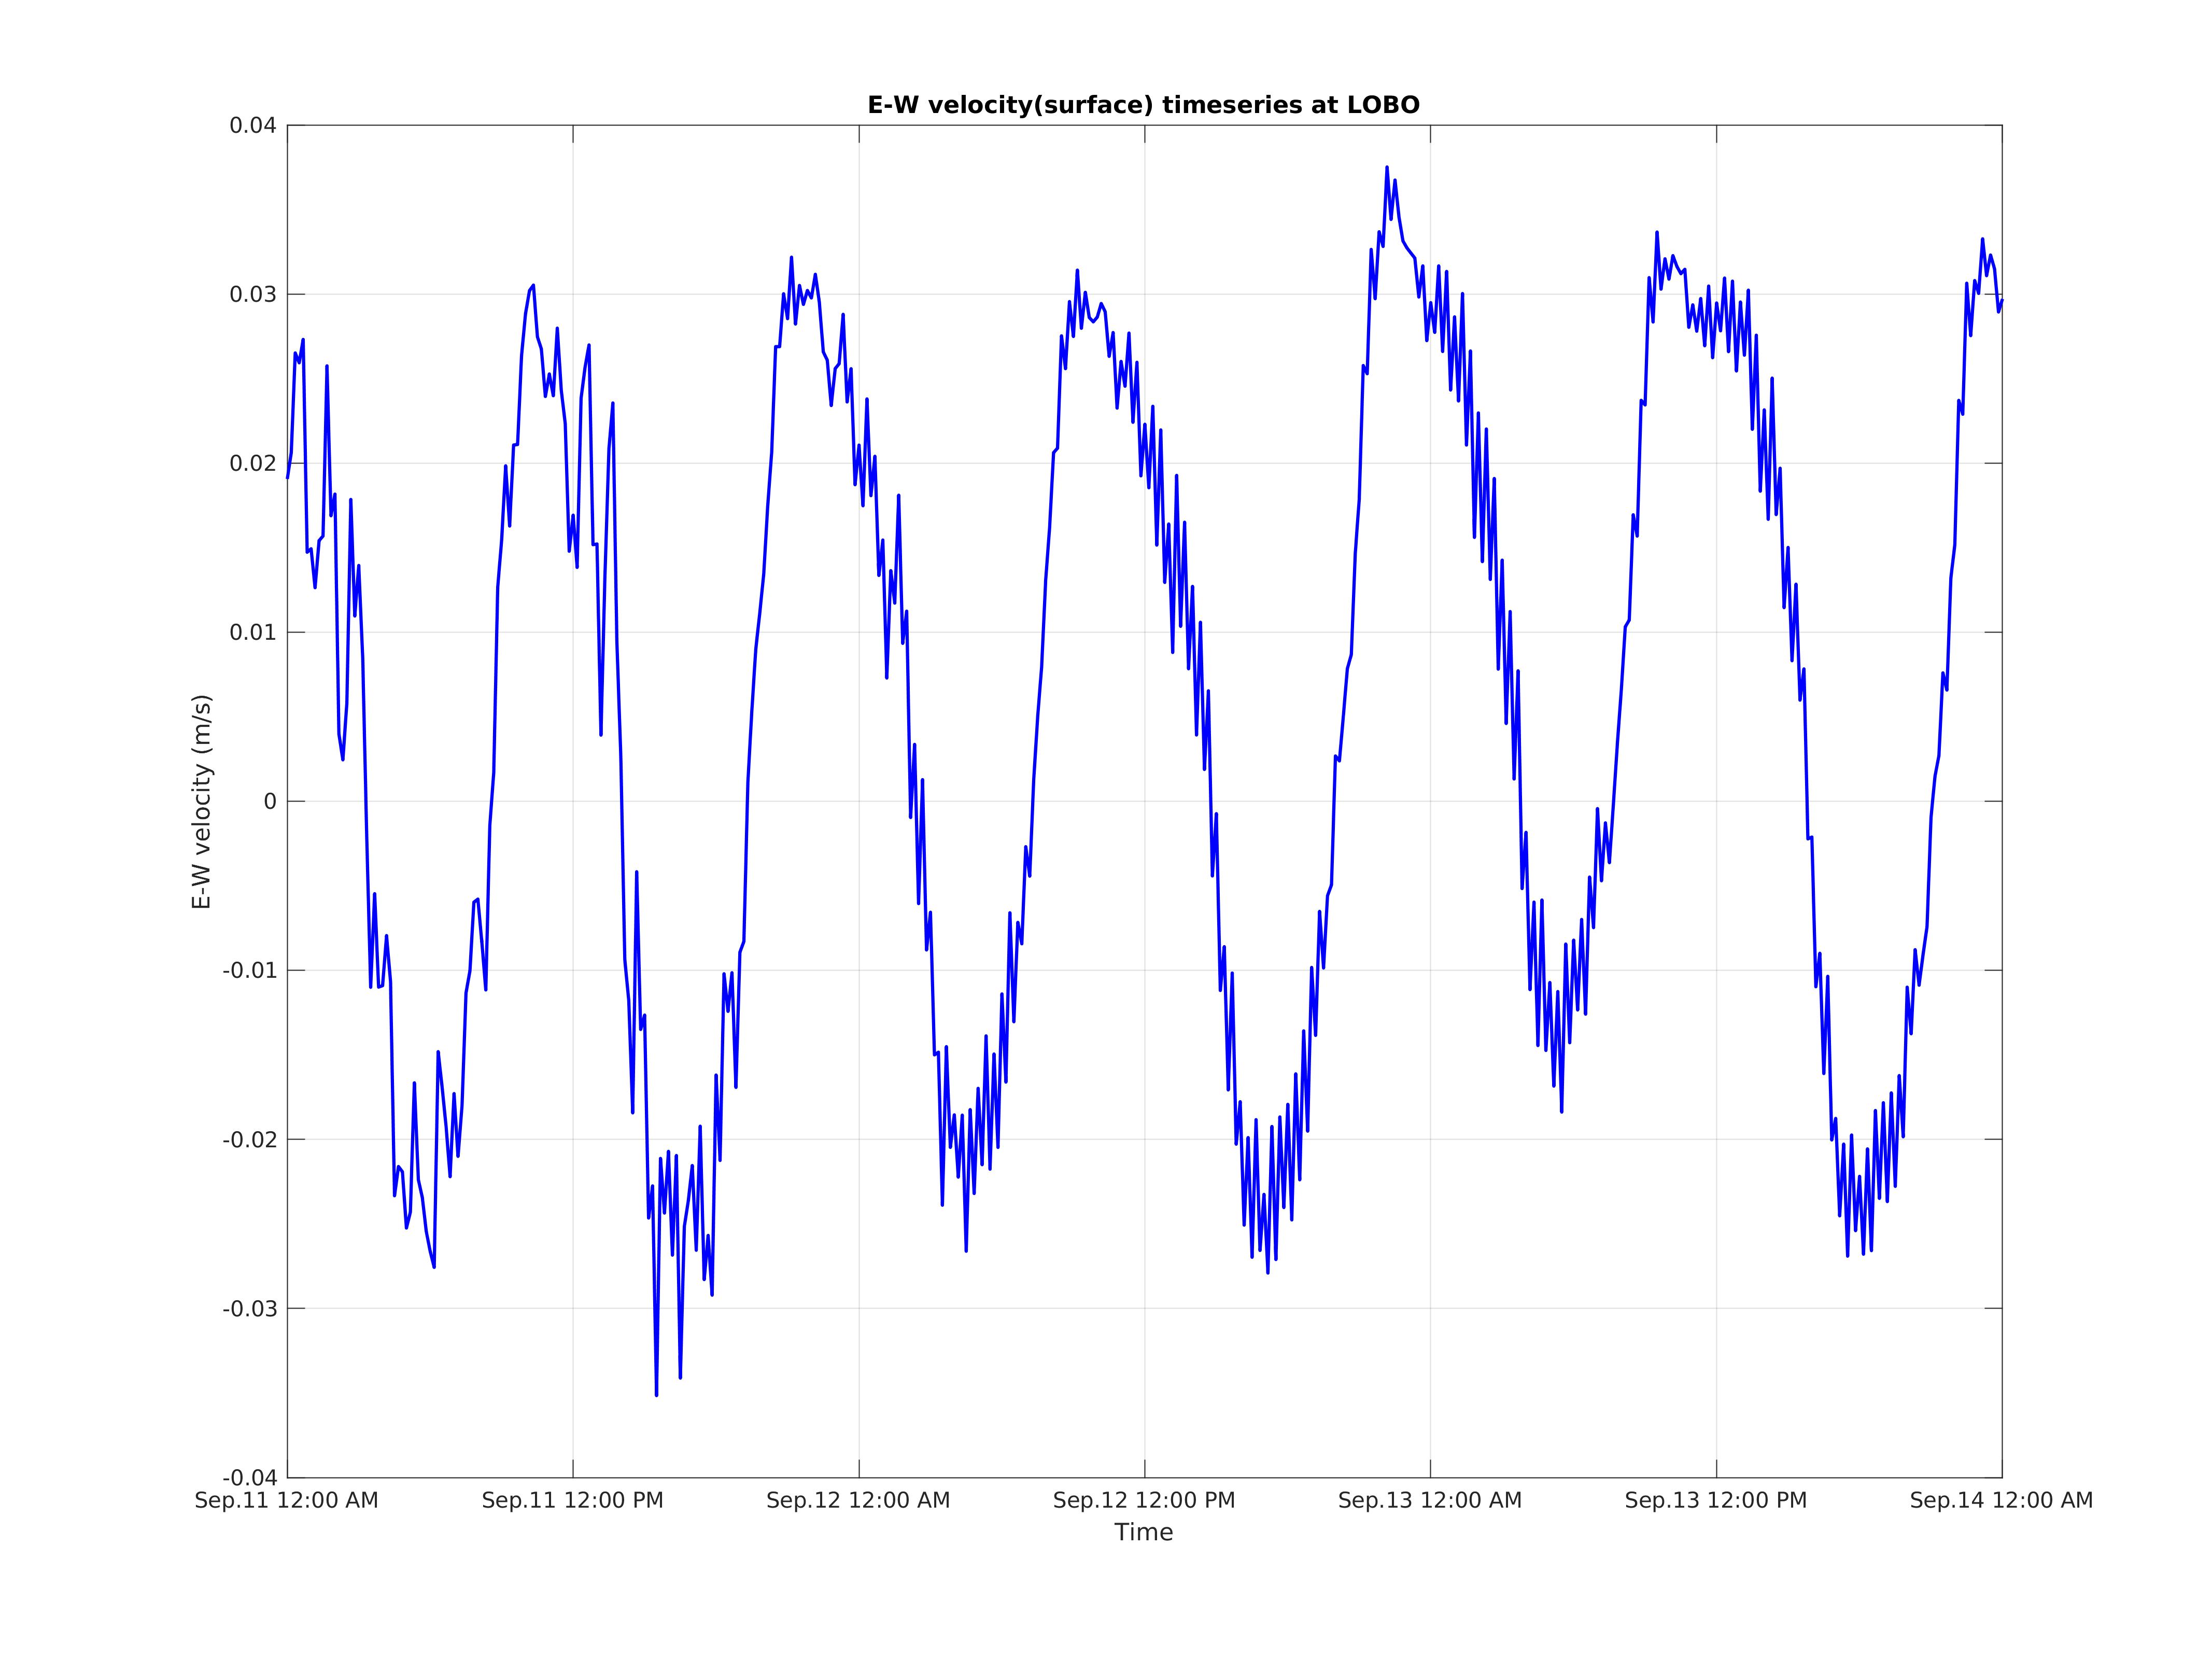 E-W velocity(surface) timeseries at LOBO
0.04
0.03
0.02
0.01
0
-0.01
-0.02
-0.03
-0.04
E-W velocity (m/s)
Sep.11 12:00 AM Sep.11 12:00 PM Sep.12 12:00 AM Sep.12 12:00 PM Sep.13 12:00 AM Sep.13 12:00 PM Sep.14 12:00 AM
Time